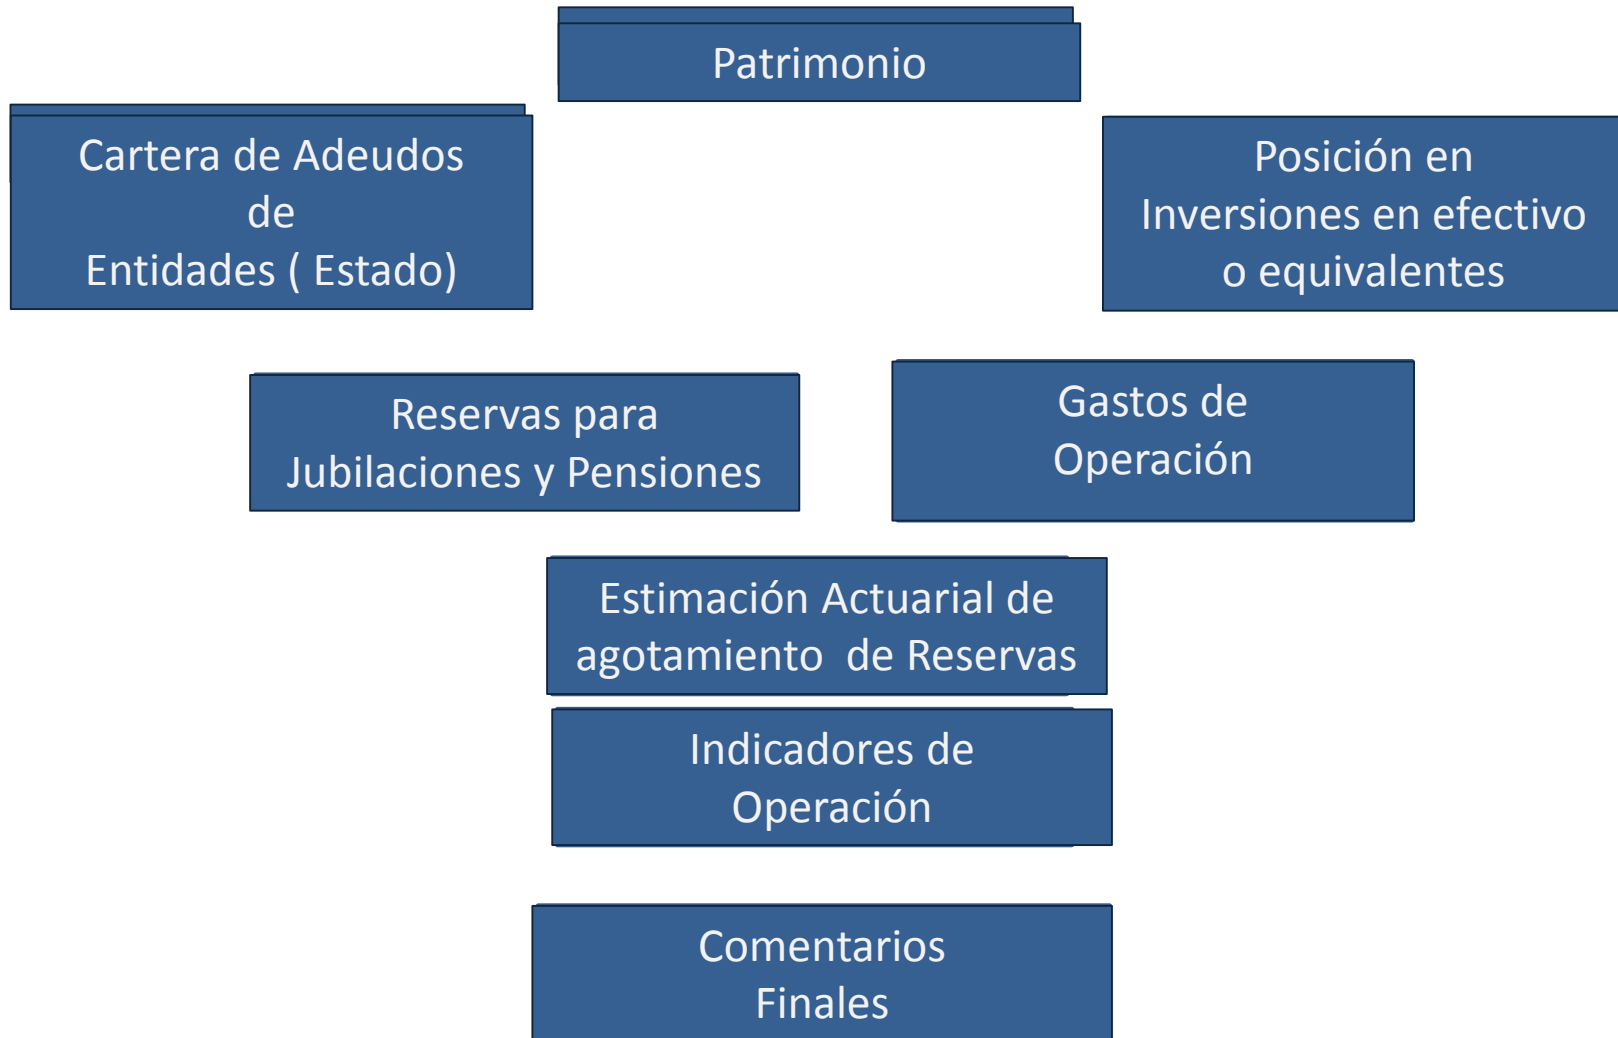 Patrimonio
Cartera de Adeudos
de
Entidades ( Estado)
Posición en
Inversiones en efectivo
o equivalentes
Reservas para
Jubilaciones y Pensiones
Gastos de
Operación
Estimación Actuarial de
agotamiento  de Reservas
Indicadores de
Operación
Comentarios
Finales